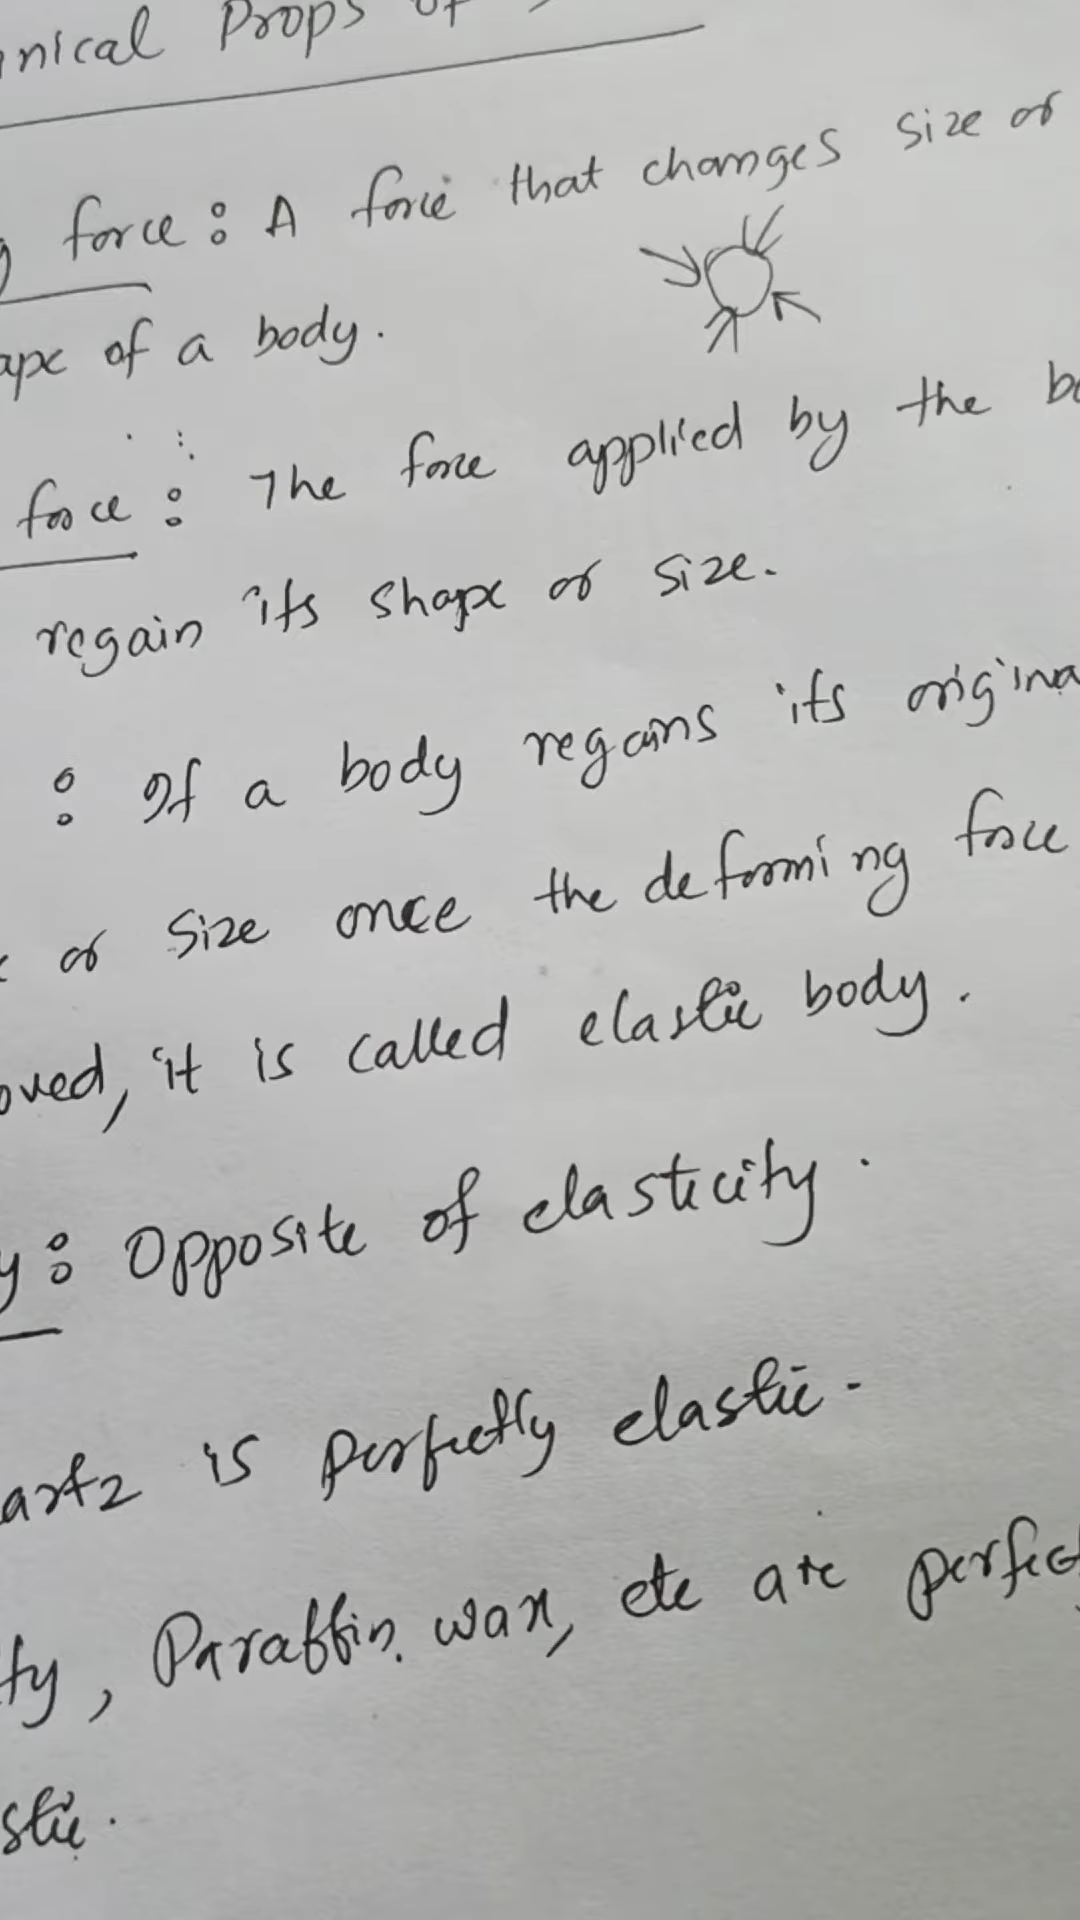 nical Props of
force : A force that changes size or
ape of a body.
force : The force applied by the
regain its shape or size.
: If a body regains its origina
or size once the deforming force
oved, it is called elastic body.
y : Opposite of elasticity.
artz is perfectly elastic.
ty, Paraffin wax, etc are perfec
stic.